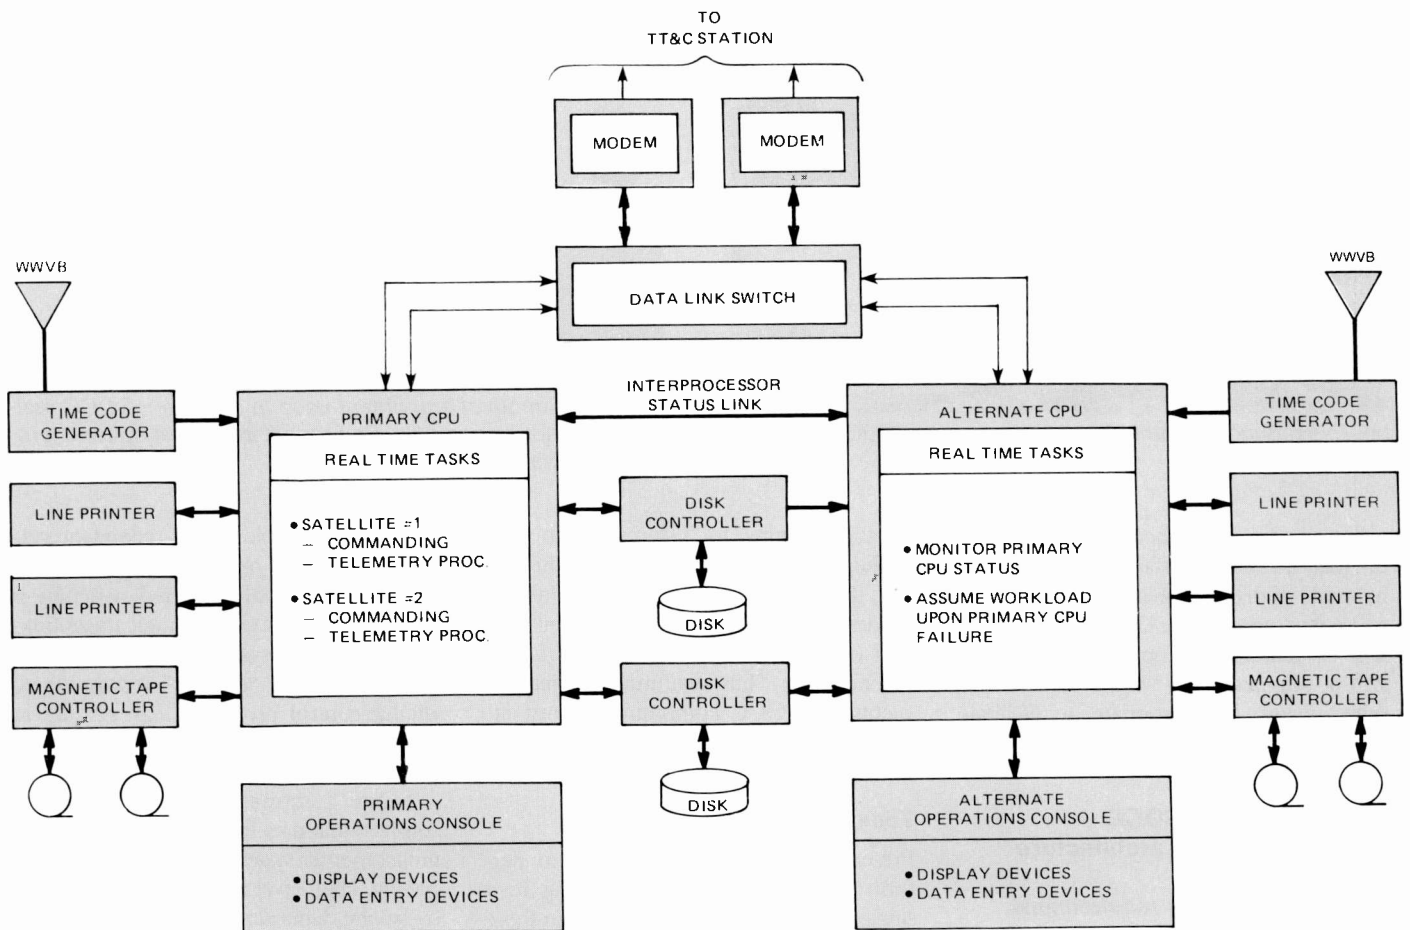 TO
TT&C STATION
MODEM
MODEM
DATA LINK SWITCH
WWVB
WWVB
TIME CODE
GENERATOR
LINE PRINTER
LINE PRINTER
MAGNETIC TAPE
CONTROLLER
PRIMARY CPU
REAL TIME TASKS
• SATELLITE =1
– COMMANDING
– TELEMETRY PROC.
• SATELLITE =2
– COMMANDING
– TELEMETRY PROC.
INTERPROCESSOR
STATUS LINK
DISK
CONTROLLER
DISK
DISK
CONTROLLER
DISK
ALTERNATE CPU
REAL TIME TASKS
• MONITOR PRIMARY
CPU STATUS
• ASSUME WORKLOAD
UPON PRIMARY CPU
FAILURE
TIME CODE
GENERATOR
LINE PRINTER
LINE PRINTER
MAGNETIC TAPE
CONTROLLER
PRIMARY
OPERATIONS CONSOLE
• DISPLAY DEVICES
• DATA ENTRY DEVICES
ALTERNATE
OPERATIONS CONSOLE
• DISPLAY DEVICES
• DATA ENTRY DEVICES